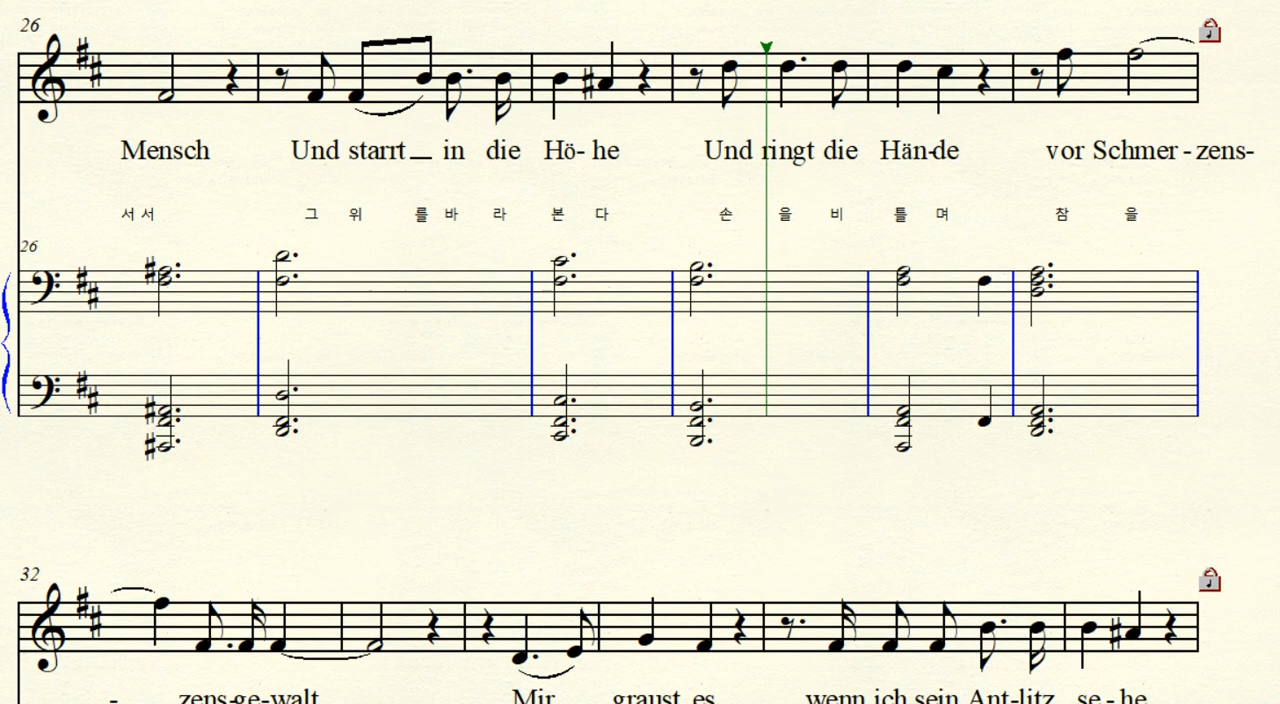 26
Mensch Und starrt in die Hö- he Und ringt die Hän-de vor Schmer - zens-
서 서 그 위 를 바 라 본 다 손 을 비 틀 며 참 을
26
32
- zens-ge-walt Mir graust es wenn ich sein Ant-litz se - he